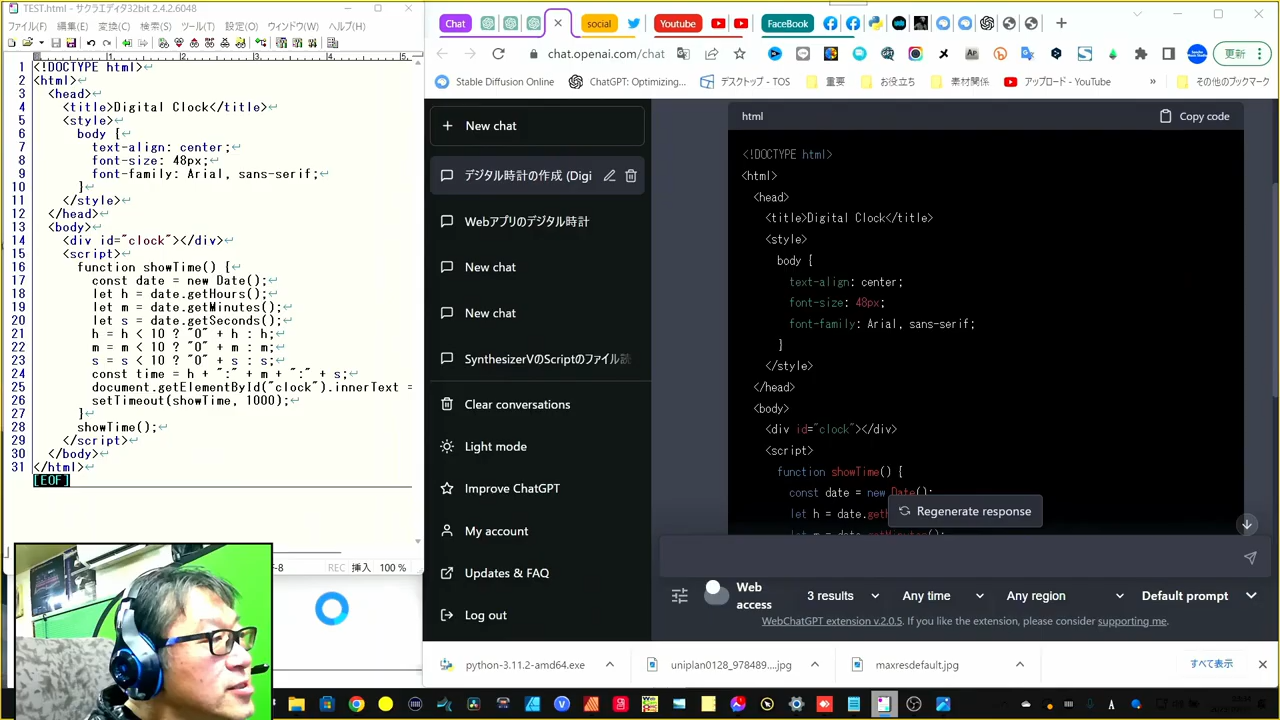 TEST.html - サクラエディタ32bit 2.4.2.6048
ファイル(F) 編集(E) 変換(C) 検索(S) ツール(T) 設定(O) ウィンドウ(W) ヘルプ(H)
1 <!DOCTYPE html>
2 <html>
3 <head>
4 <title>Digital Clock</title>
5 <style>
6 body {
7 text-align: center;
8 font-size: 48px;
9 font-family: Arial, sans-serif;
10 }
11 </style>
12 </head>
13 <body>
14 <div id="clock"></div>
15 <script>
16 function showTime() {
17 const date = new Date();
18 let h = date.getHours();
19 let m = date.getMinutes();
20 let s = date.getSeconds();
21 h = h < 10 ? "0" + h : h;
22 m = m < 10 ? "0" + m : m;
23 s = s < 10 ? "0" + s : s;
24 const time = h + ":" + m + ":" + s;
25 document.getElementById("clock").innerText =
26 setTimeout(showTime, 1000);
27 }
28 showTime();
29 </script>
30 </body>
31 </html>
[EOF]
REC 挿入 100 %
Chat social Youtube FaceBook
chat.openai.com/chat
更新
Stable Diffusion Online ChatGPT: Optimizing... デスクトップ - TOS 重要 お役立ち 素材関係 アップロード - YouTube » その他のブックマーク
New chat
デジタル時計の作成 (Digi
Webアプリのデジタル時計
New chat
New chat
SynthesizerVのScriptのファイル読
Clear conversations
Light mode
Improve ChatGPT
My account
Updates & FAQ
Log out
html Copy code
<!DOCTYPE html>
<html>
<head>
<title>Digital Clock</title>
<style>
body {
text-align: center;
font-size: 48px;
font-family: Arial, sans-serif;
}
</style>
</head>
<body>
<div id="clock"></div>
<script>
function showTime() {
const date = new Date();
let h = date.getH
Regenerate response
Web access 3 results Any time Any region Default prompt
WebChatGPT extension v.2.0.5. If you like the extension, please consider supporting me.
python-3.11.2-amd64.exe uniplan0128_978489....jpg maxresdefault.jpg すべて表示